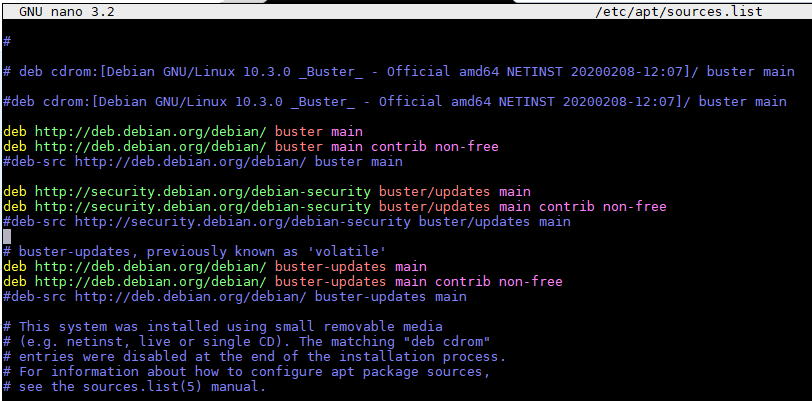 GNU nano 3.2 /etc/apt/sources.list
#
# deb cdrom:[Debian GNU/Linux 10.3.0 _Buster_ - Official amd64 NETINST 20200208-12:07]/ buster main
#deb cdrom:[Debian GNU/Linux 10.3.0 _Buster_ - Official amd64 NETINST 20200208-12:07]/ buster main
deb http://deb.debian.org/debian/ buster main
deb http://deb.debian.org/debian/ buster main contrib non-free
#deb-src http://deb.debian.org/debian/ buster main
deb http://security.debian.org/debian-security buster/updates main
deb http://security.debian.org/debian-security buster/updates main contrib non-free
#deb-src http://security.debian.org/debian-security buster/updates main
# buster-updates, previously known as 'volatile'
deb http://deb.debian.org/debian/ buster-updates main
deb http://deb.debian.org/debian/ buster-updates main contrib non-free
#deb-src http://deb.debian.org/debian/ buster-updates main
# This system was installed using small removable media
# (e.g. netinst, live or single CD). The matching "deb cdrom"
# entries were disabled at the end of the installation process.
# For information about how to configure apt package sources,
# see the sources.list(5) manual.